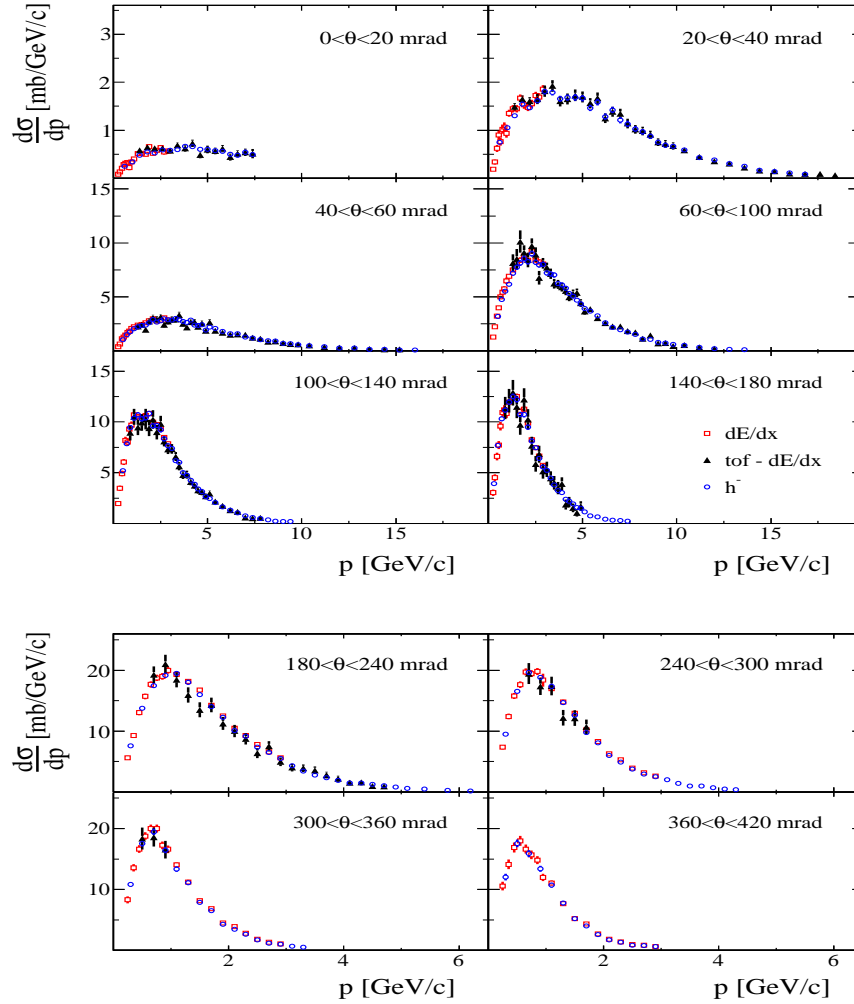 0<θ<20 mrad
20<θ<40 mrad
dσ
dp
[mb/GeV/c]
3
2
1
40<θ<60 mrad
60<θ<100 mrad
15
10
5
100<θ<140 mrad
140<θ<180 mrad
15
10
5
dE/dx
tof - dE/dx
h-
5 10 15
5 10 15
p [GeV/c]
p [GeV/c]
180<θ<240 mrad
240<θ<300 mrad
dσ
dp
[mb/GeV/c]
20
10
300<θ<360 mrad
360<θ<420 mrad
20
10
2 4 6
2 4 6
p [GeV/c]
p [GeV/c]